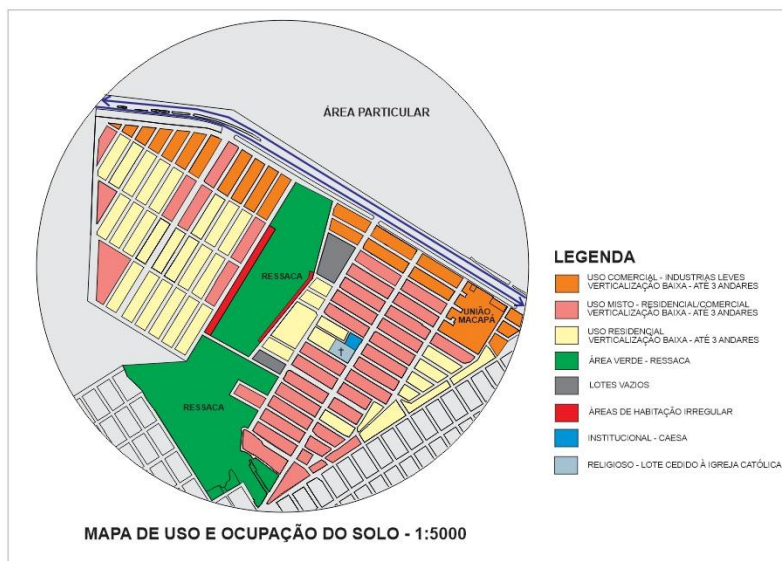 ÁREA PARTICULAR
RESSACA
UNIÃO
MACAPÁ
RESSACA
MAPA DE USO E OCUPAÇÃO DO SOLO - 1:5000
LEGENDA
USO COMERCIAL - INDUSTRIAS LEVES
VERTICALIZAÇÃO BAIXA - ATÉ 3 ANDARES
USO MISTO - RESIDENCIAL/COMERCIAL
VERTICALIZAÇÃO BAIXA - ATÉ 3 ANDARES
USO RESIDENCIAL
VERTICALIZAÇÃO BAIXA - ATÉ 3 ANDARES
ÁREA VERDE - RESSACA
LOTES VAZIOS
ÁREAS DE HABITAÇÃO IRREGULAR
INSTITUCIONAL - CAESA
RELIGIOSO - LOTE CEDIDO À IGREJA CATÓLICA